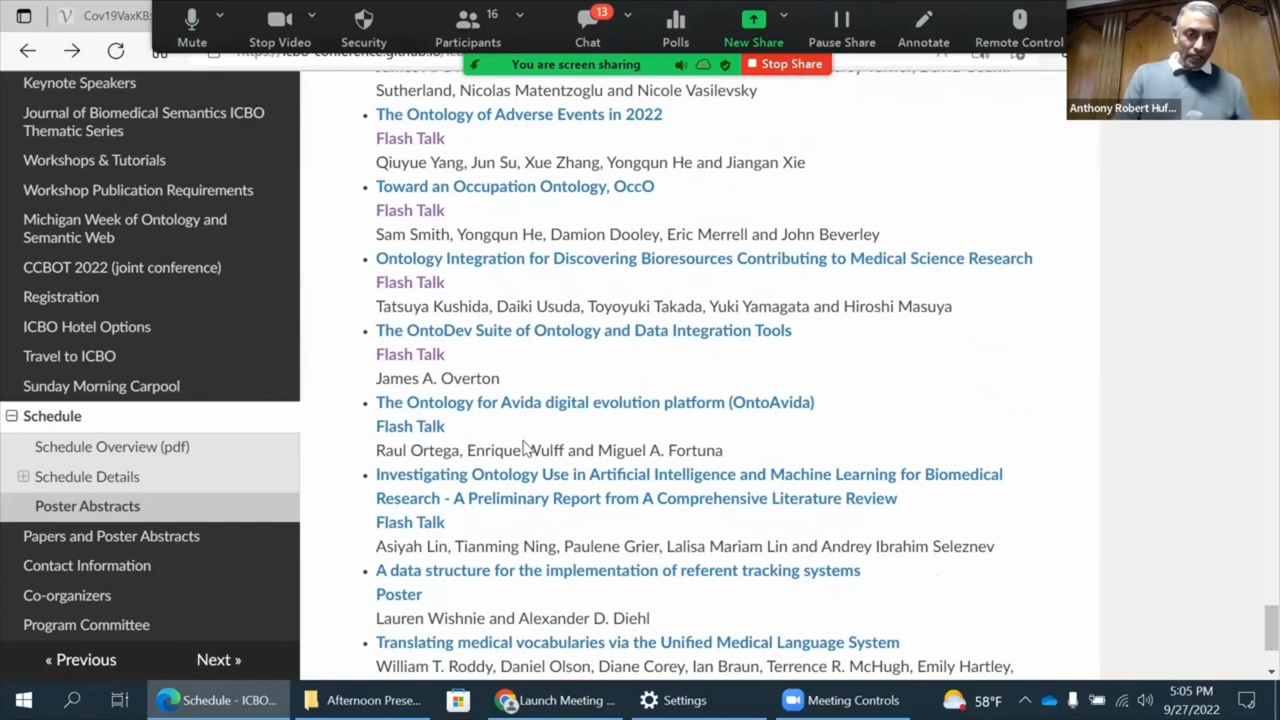 Cov19VaxKB
Mute
Stop Video
Security
16
Participants
13
Chat
Polls
New Share
Pause Share
Annotate
Remote Control
You are screen sharing
Stop Share
Anthony Robert Huf...
Keynote Speakers
Journal of Biomedical Semantics ICBO
Thematic Series
Workshops & Tutorials
Workshop Publication Requirements
Michigan Week of Ontology and
Semantic Web
CCBOT 2022 (joint conference)
Registration
ICBO Hotel Options
Travel to ICBO
Sunday Morning Carpool
Schedule
Schedule Overview (pdf)
Schedule Details
Poster Abstracts
Papers and Poster Abstracts
Contact Information
Co-organizers
Program Committee
« Previous
Next »
Sutherland, Nicolas Matentzoglu and Nicole Vasilevsky
• The Ontology of Adverse Events in 2022
Flash Talk
Qiuyue Yang, Jun Su, Xue Zhang, Yongqun He and Jiangan Xie
• Toward an Occupation Ontology, OccO
Flash Talk
Sam Smith, Yongqun He, Damion Dooley, Eric Merrell and John Beverley
• Ontology Integration for Discovering Bioresources Contributing to Medical Science Research
Flash Talk
Tatsuya Kushida, Daiki Usuda, Toyoyuki Takada, Yuki Yamagata and Hiroshi Masuya
• The OntoDev Suite of Ontology and Data Integration Tools
Flash Talk
James A. Overton
• The Ontology for Avida digital evolution platform (OntoAvida)
Flash Talk
Raul Ortega, Enrique Wulff and Miguel A. Fortuna
• Investigating Ontology Use in Artificial Intelligence and Machine Learning for Biomedical
Research - A Preliminary Report from A Comprehensive Literature Review
Flash Talk
Asiyah Lin, Tianming Ning, Paulene Grier, Lalisa Mariam Lin and Andrey Ibrahim Seleznev
• A data structure for the implementation of referent tracking systems
Poster
Lauren Wishnie and Alexander D. Diehl
• Translating medical vocabularies via the Unified Medical Language System
William T. Roddy, Daniel Olson, Diane Corey, Ian Braun, Terrence R. McHugh, Emily Hartley,
Schedule - ICBO...
Afternoon Prese...
Launch Meeting ...
Settings
Meeting Controls
58°F
5:05 PM
9/27/2022